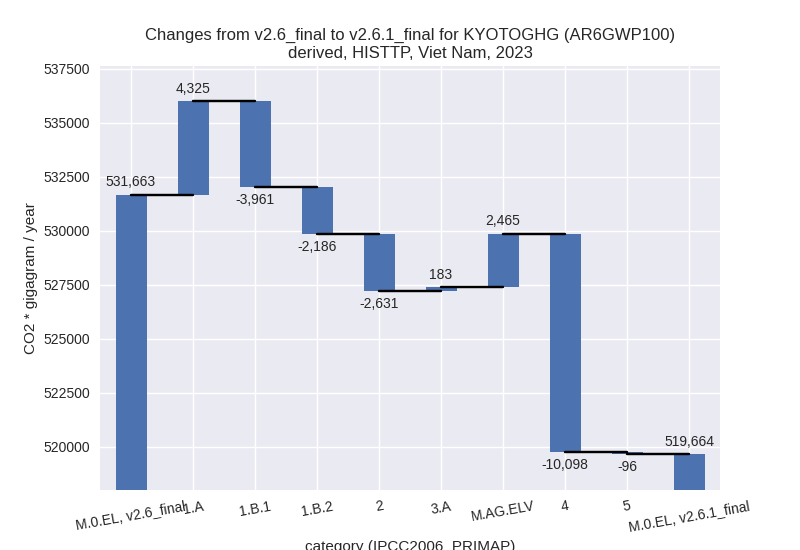 Changes from v2.6_final to v2.6.1_final for KYOTOGHG (AR6GWP100)
derived, HISTTP, Viet Nam, 2023
CO2 * gigagram / year
537500
535000
532500
530000
527500
525000
522500
520000
531,663
4,325
-3,961
-2,186
-2,631
183
2,465
-10,098
-96
519,664
M.0.EL, v2.6_final
1.A
1.B.1
1.B.2
2
3.A
M.AG.ELV
4
5
M.0.EL, v2.6.1_final
category (IPCC2006_PRIMAP)